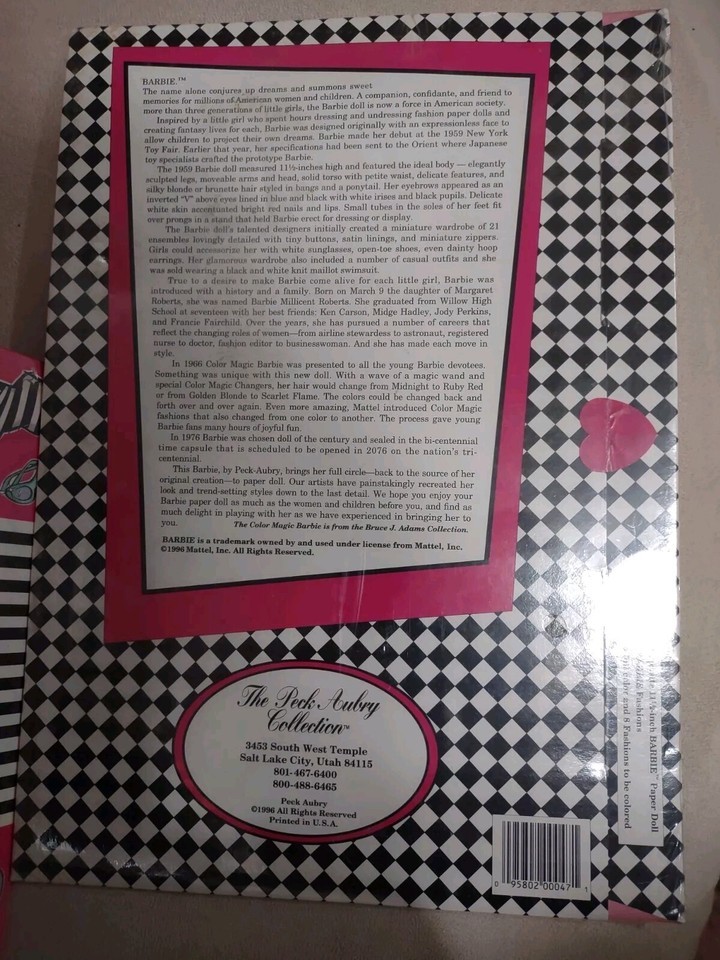 BARBIE.™
The name alone conjures up dreams and summons sweet
memories for millions of American women and children. A companion, confidante, and friend to
more than three generations of little girls, the Barbie doll is now a force in American society.
Inspired by a little girl who spent hours dressing and undressing fashion paper dolls and
creating fantasy lives for each, Barbie was designed originally with an expressionless face to
allow children to project their own dreams. Barbie made her debut at the 1959 New York
Toy Fair. Earlier that year, her specifications had been sent to the Orient where Japanese
toy specialists crafted the prototype Barbie.
The 1959 Barbie doll measured 11½-inches high and featured the ideal body — elegantly
sculpted legs, moveable arms and head, solid torso with petite waist, delicate features, and
silky blonde or brunette hair styled in bangs and a ponytail. Her eyebrows appeared as an
inverted "V" above eyes lined in blue and black with white irises and black pupils. Delicate
white skin accentuated bright red nails and lips. Small tubes in the soles of her feet fit
over prongs in a stand that held Barbie erect for dressing or display.
The Barbie doll's talented designers initially created a miniature wardrobe of 21
ensembles lovingly detailed with tiny buttons, satin linings, and miniature zippers.
Girls could accessorize her with white sunglasses, open-toe shoes, even dainty hoop
earrings. Her glamorous wardrobe also included a number of casual outfits and she
was sold wearing a black and white knit maillot swimsuit.
True to a desire to make Barbie come alive for each little girl, Barbie was
introduced with a history and a family. Born on March 9 the daughter of Margaret
Roberts, she was named Barbie Millicent Roberts. She graduated from Willow High
School at seventeen with her best friends: Ken Carson, Midge Hadley, Jody Perkins,
and Francie Fairchild. Over the years, she has pursued a number of careers that
reflect the changing roles of women—from airline stewardess to astronaut, registered
nurse to doctor, fashion editor to businesswoman. And she has made each move in
style.
In 1966 Color Magic Barbie was presented to all the young Barbie devotees.
Something was unique with this new doll. With a wave of a magic wand and
special Color Magic Changers, her hair would change from Midnight to Ruby Red
or from Golden Blonde to Scarlet Flame. The colors could be changed back and
forth over and over again. Even more amazing, Mattel introduced Color Magic
fashions that also changed from one color to another. The process gave young
Barbie fans many hours of joyful fun.
In 1976 Barbie was chosen doll of the century and sealed in the bi-centennial
time capsule that is scheduled to be opened in 2076 on the nation's tri-
centennial.
This Barbie, by Peck-Aubry, brings her full circle—back to the source of her
original creation—to paper doll. Our artists have painstakingly recreated her
look and trend-setting styles down to the last detail. We hope you enjoy your
Barbie paper doll as much as the women and children before you, and find as
much delight in playing with her as we have experienced in bringing her to
you. The Color Magic Barbie is from the Bruce J. Adams Collection.
BARBIE is a trademark owned by and used under license from Mattel, Inc.
©1996 Mattel, Inc. All Rights Reserved.
The Peck Aubry
Collection™
3453 South West Temple
Salt Lake City, Utah 84115
801-467-6400
800-488-6465
Peck Aubry
©1996 All Rights Reserved
Printed in U.S.A.
11½-inch BARBIE™ Paper Doll
Fashions
color and 8 Fashions to be colored
0 95802 00047 1